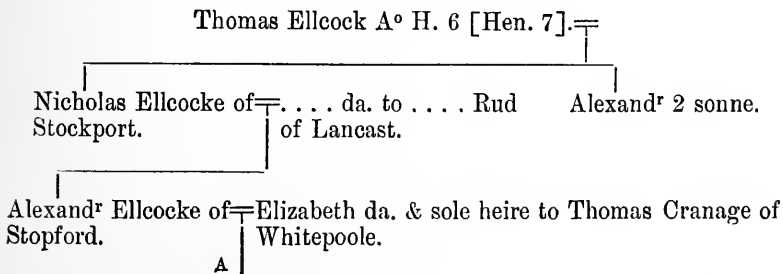 Thomas Ellcock Aº H. 6 [Hen. 7].
Nicholas Ellcocke of . . . . da. to . . . . Rud Alexandʳ 2 sonne.
Stockport. of Lancast.
Alexandʳ Ellcocke of Elizabeth da. & sole heire to Thomas Cranage of
Stopford. Whitepoole.
A